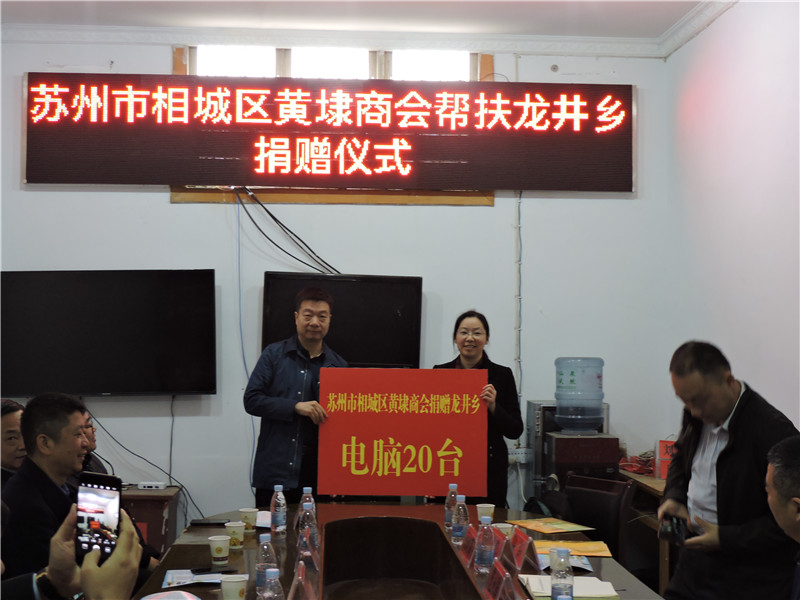 苏州市相城区黄埭商会帮扶龙井乡
捐赠仪式
苏州市相城区黄埭商会捐赠龙井乡
电脑20台